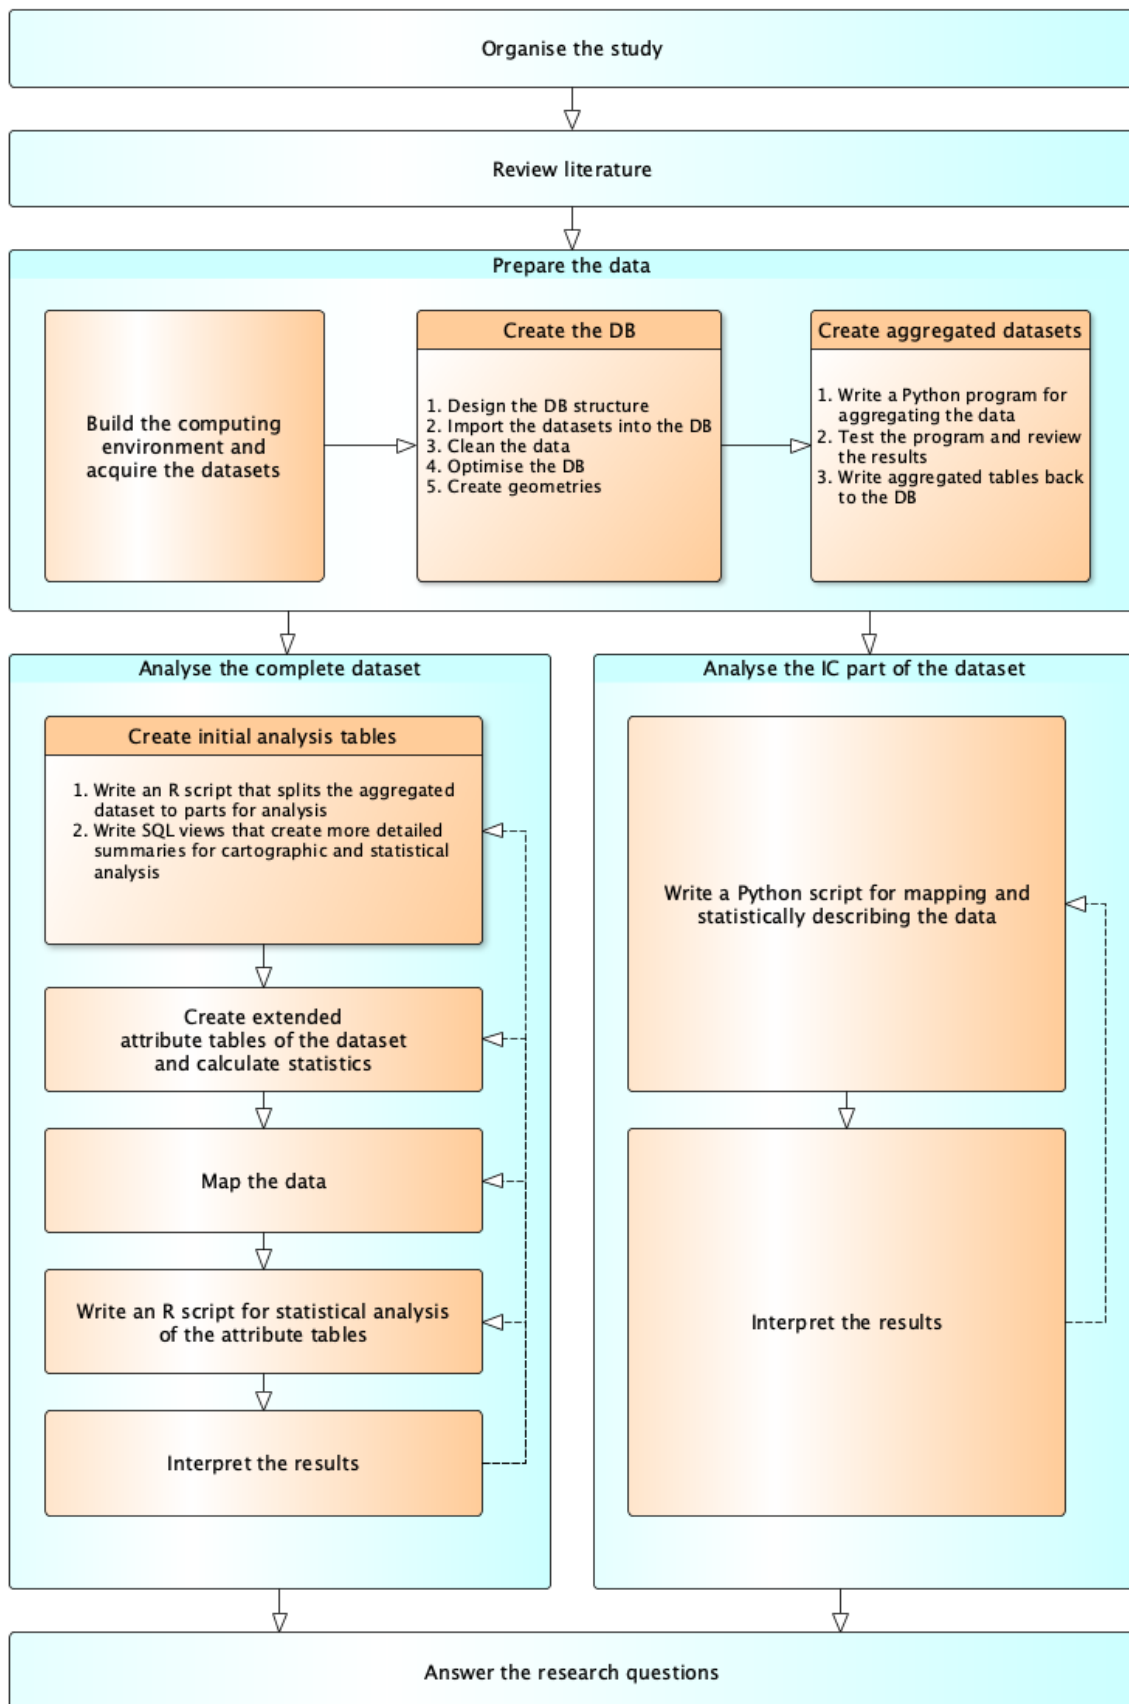 Organise the study
Review literature
Prepare the data
Build the computing
environment and
acquire the datasets
Create the DB
1. Design the DB structure
2. Import the datasets into the DB
3. Clean the data
4. Optimise the DB
5. Create geometries
Create aggregated datasets
1. Write a Python program for
aggregating the data
2. Test the program and review
the results
3. Write aggregated tables back
to the DB
Analyse the complete dataset
Create initial analysis tables
1. Write an R script that splits the aggregated
dataset to parts for analysis
2. Write SQL views that create more detailed
summaries for cartographic and statistical
analysis
Create extended
attribute tables of the dataset
and calculate statistics
Map the data
Write an R script for statistical analysis
of the attribute tables
Interpret the results
Analyse the IC part of the dataset
Write a Python script for mapping and
statistically describing the data
Interpret the results
Answer the research questions